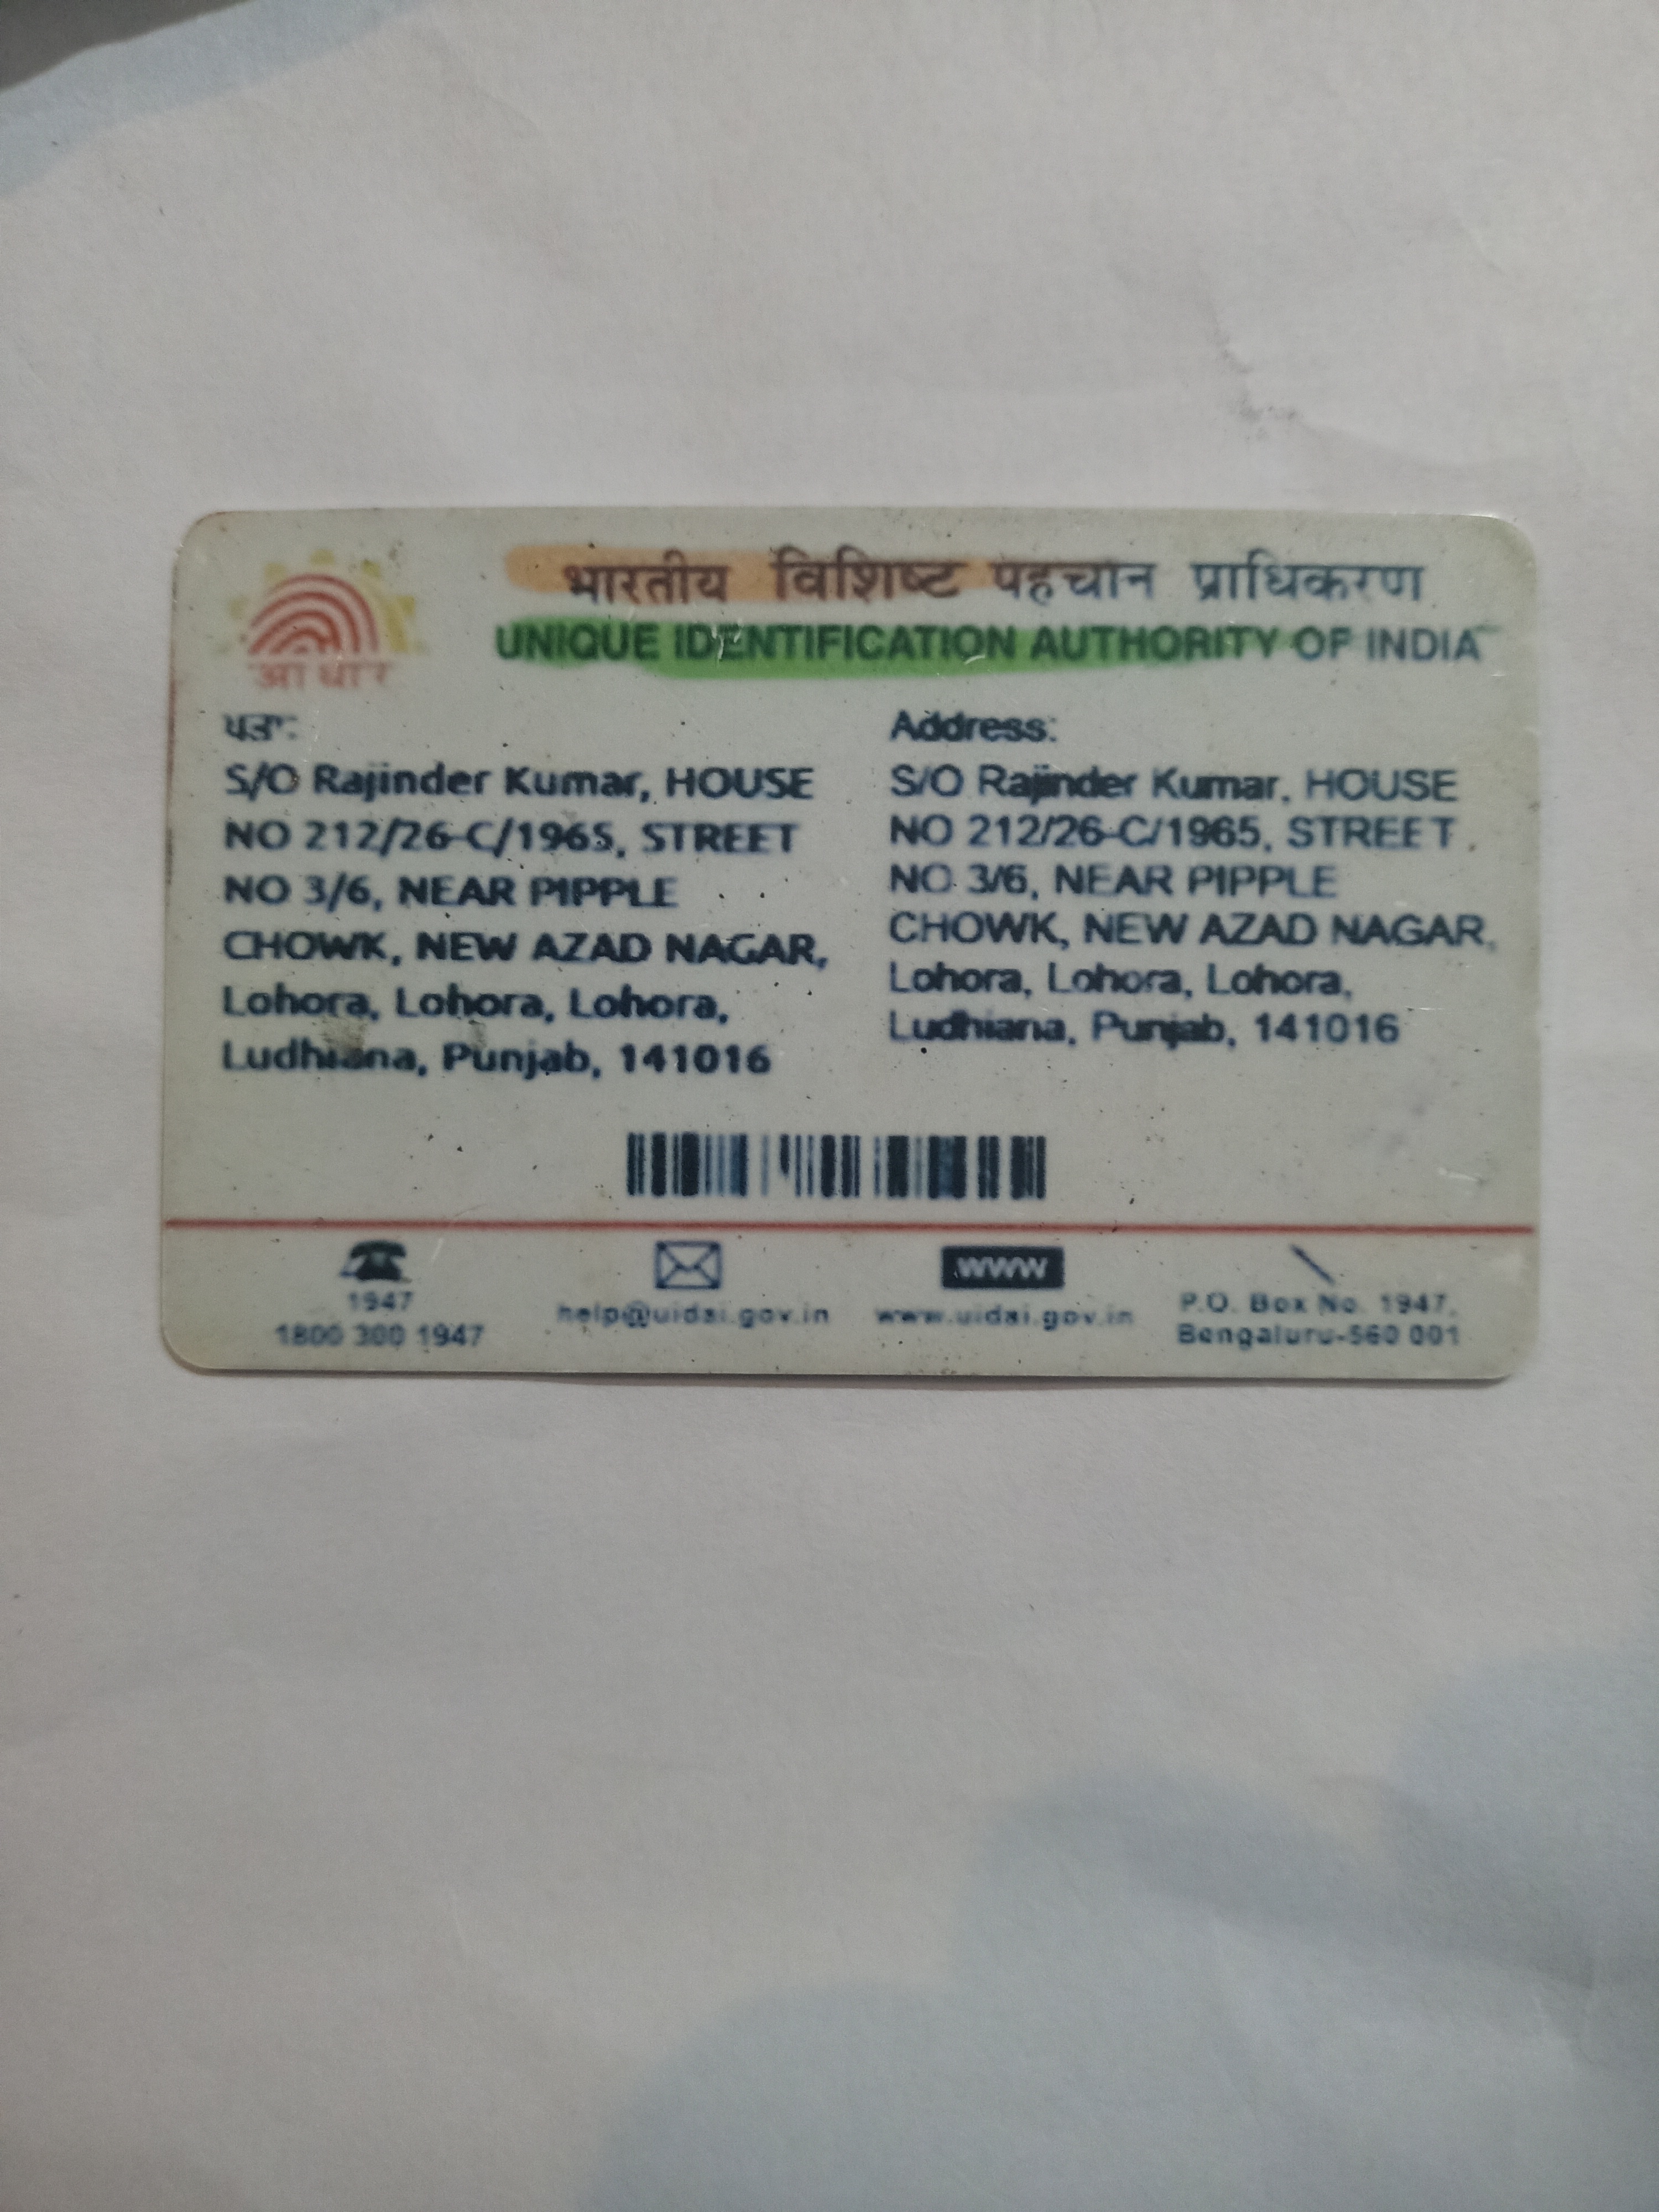 भारतीय विशिष्ट पहचान प्राधिकरण
UNIQUE IDENTIFICATION AUTHORITY OF INDIA
आधार
ਪਤਾ:
S/O Rajinder Kumar, HOUSE
NO 212/26-C/1965, STREET
NO 3/6, NEAR PIPPLE
CHOWK, NEW AZAD NAGAR,
Lohora, Lohora, Lohora,
Ludhiana, Punjab, 141016
Address:
S/O Rajinder Kumar, HOUSE
NO 212/26-C/1965, STREET
NO 3/6, NEAR PIPPLE
CHOWK, NEW AZAD NAGAR,
Lohora, Lohora, Lohora,
Ludhiana, Punjab, 141016
1947
1800 300 1947
help@uidai.gov.in
www
www.uidai.gov.in
P.O. Box No. 1947,
Bengaluru-560 001